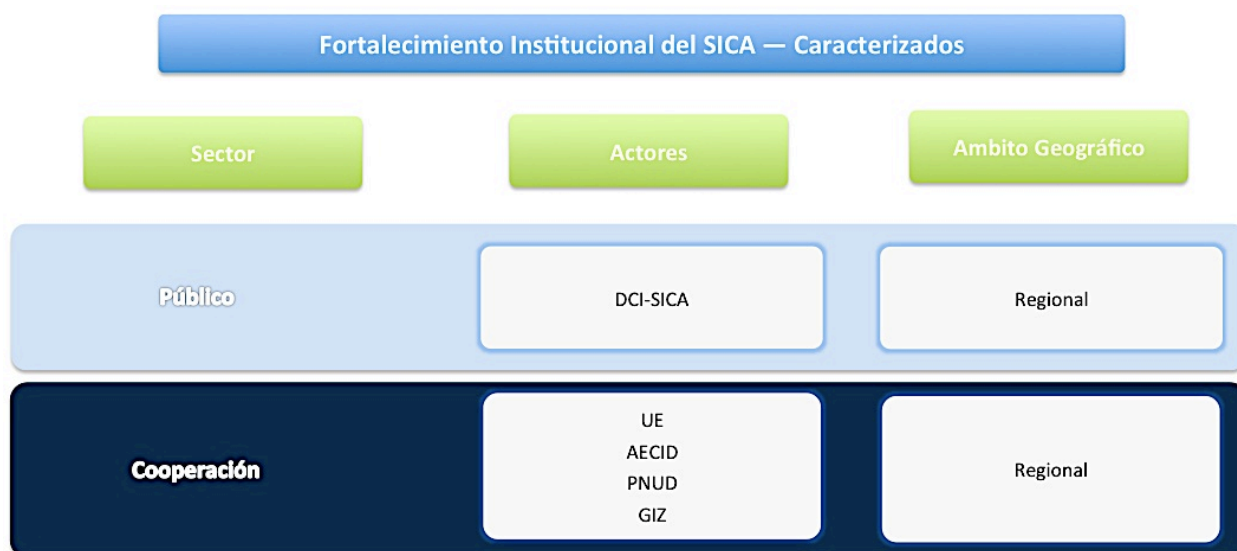 Fortalecimiento Institucional del SICA — Caracterizados
Sector
Actores
Ambito Geográfico
Público
DCI-SICA
Regional
Cooperación
UE
AECID
PNUD
GIZ
Regional